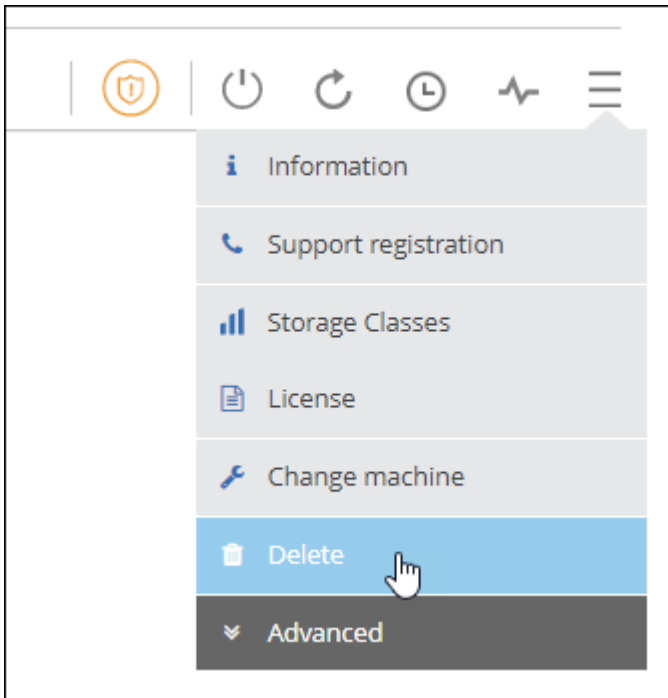 Information
Support registration
Storage Classes
License
Change machine
Delete
Advanced